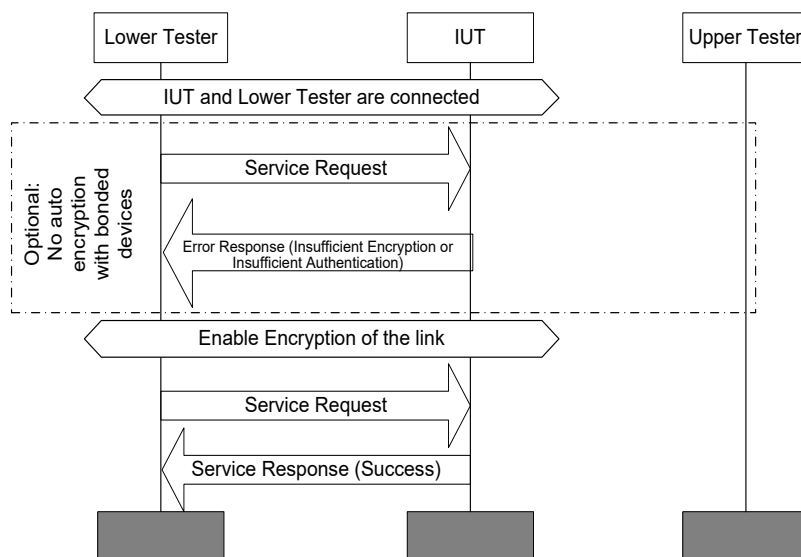 Lower Tester
IUT
Upper Tester
IUT and Lower Tester are connected
Optional:
No auto
encryption
with bonded
devices
Service Request
Error Response (Insufficient Encryption or
Insufficient Authentication)
Enable Encryption of the link
Service Request
Service Response (Success)